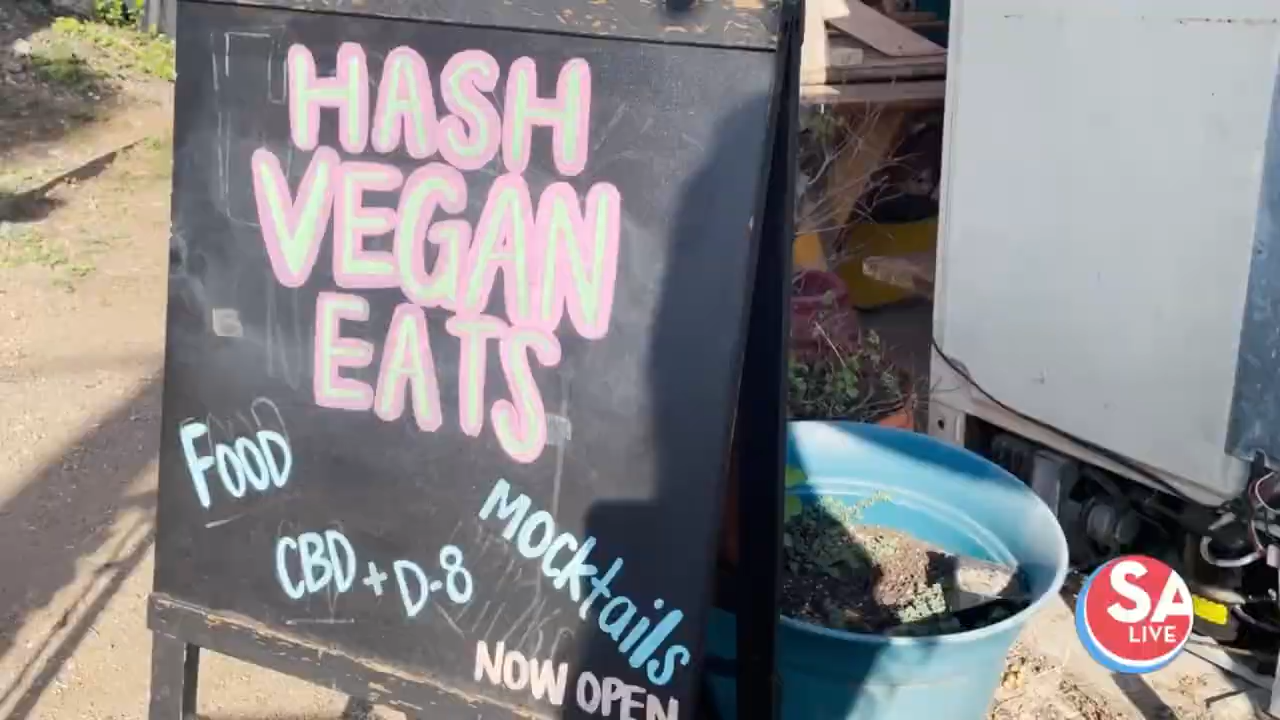 HASH
VEGAN
EATS
FOOD
MOCKtails
CBD + D-8
NOW OPEN
SA
LIVE